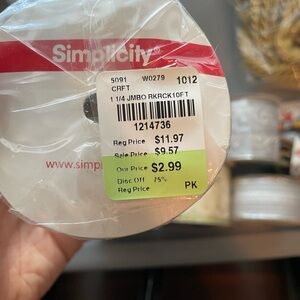 Simplicity®
5091 W0279 1012
CRFT
1 1/4 JMBO RKRCK10FT
1214736
Reg Price $11.97
Sale Price $9.57
Our Price $2.99
Disc Off 75%
Reg Price PK
www.simpl